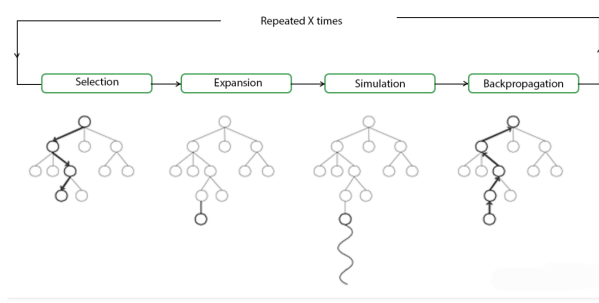 Repeated X times
Selection
Expansion
Simulation
Backpropagation